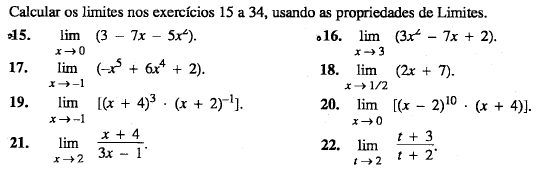 Calcular os limites nos exercícios 15 a 34, usando as propriedades de Limites.
15. lim x→0 (3 − 7x − 5x²). 16. lim x→3 (3x² − 7x + 2).
17. lim x→−1 (−x⁵ + 6x⁴ + 2). 18. lim x→1/2 (2x + 7).
19. lim x→−1 [(x + 4)³ · (x + 2)⁻¹]. 20. lim x→0 [(x − 2)¹⁰ · (x + 4)].
21. lim x→2 (x + 4)/(3x − 1). 22. lim t→2 (t + 3)/(t + 2).